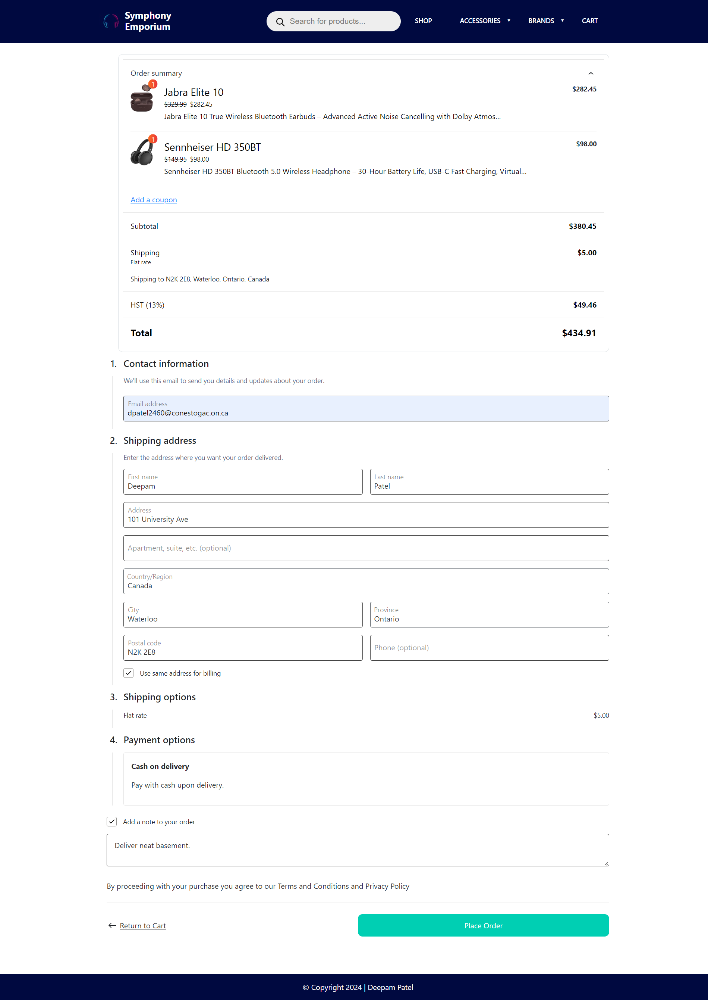 Symphony
Emporium
Search for products...
SHOP
ACCESSORIES ▼
BRANDS ▼
CART
Order summary
1
Jabra Elite 10
$282.45
$329.99 $282.45
Jabra Elite 10 True Wireless Bluetooth Earbuds – Advanced Active Noise Cancelling with Dolby Atmos...
1
Sennheiser HD 350BT
$98.00
$149.95 $98.00
Sennheiser HD 350BT Bluetooth 5.0 Wireless Headphone – 30-Hour Battery Life, USB-C Fast Charging, Virtual...
Add a coupon
Subtotal $380.45
Shipping $5.00
Flat rate
Shipping to N2K 2E8, Waterloo, Ontario, Canada
HST (13%) $49.46
Total $434.91
1. Contact information
We'll use this email to send you details and updates about your order.
Email address
dpatel2460@conestogac.on.ca
2. Shipping address
Enter the address where you want your order delivered.
First name
Deepam
Last name
Patel
Address
101 University Ave
Apartment, suite, etc. (optional)
Country/Region
Canada
City
Waterloo
Province
Ontario
Postal code
N2K 2E8
Phone (optional)
Use same address for billing
3. Shipping options
Flat rate $5.00
4. Payment options
Cash on delivery
Pay with cash upon delivery.
Add a note to your order
Deliver neat basement.
By proceeding with your purchase you agree to our Terms and Conditions and Privacy Policy
Return to Cart
Place Order
© Copyright 2024 | Deepam Patel